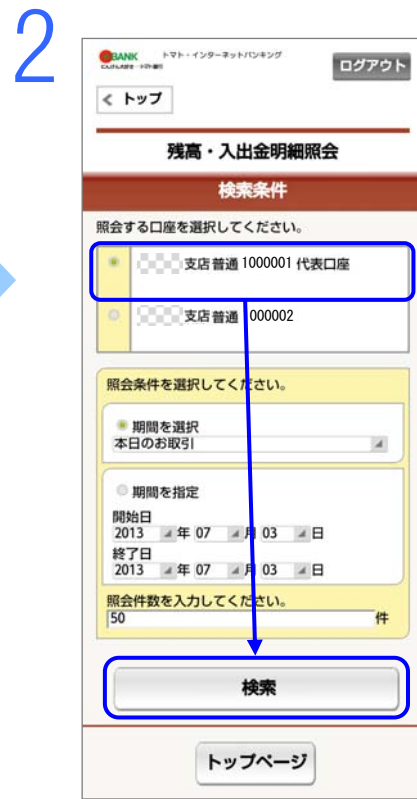 2
BANK トマト・インターネットバンキング
ログアウト
< トップ
残高・入出金明細照会
検索条件
照会する口座を選択してください。
支店 普通 1000001 代表口座
支店 普通 1000002
照会条件を選択してください。
期間を選択
本日のお取引
期間を指定
開始日
2013 年 07 月 03 日
終了日
2013 年 07 月 03 日
照会件数を入力してください。
50 件
検索
トップページ